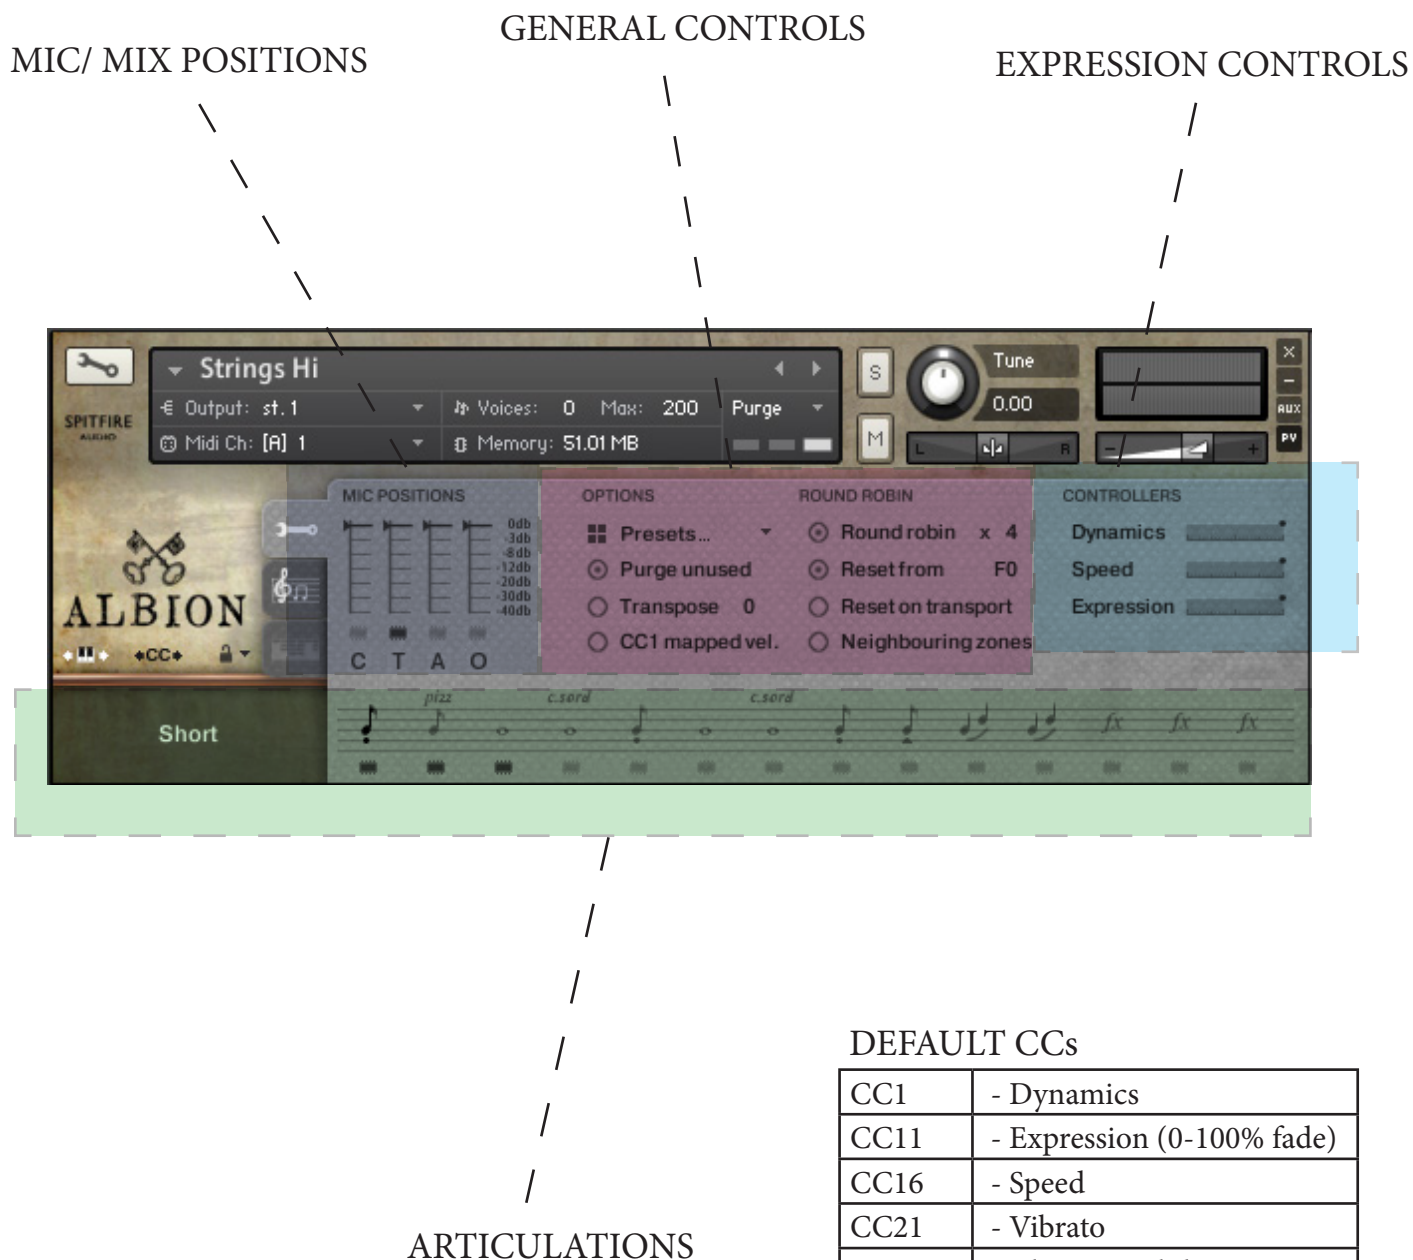 GENERAL CONTROLS
MIC/ MIX POSITIONS
EXPRESSION CONTROLS
Strings Hi
S
Tune
X
Output: st. 1
Voices: 0 Max: 200
Purge
0.00
AUX
SPITFIRE
AUDIO
Midi Ch: [A] 1
Memory: 51.01 MB
M
L
R
-
+
PV
MIC POSITIONS
OPTIONS
ROUND ROBIN
CONTROLLERS
0db
-3db
-8db
-12db
-20db
-30db
-40db
Presets...
Round robin x 4
Dynamics
Purge unused
Reset from F0
Speed
Transpose 0
Reset on transport
Expression
CC1 mapped vel.
Neighbouring zones
C T A O
ALBION
CC
pizz
c.sord
c.sord
Short
fx fx fx
DEFAULT CCs
CC1 - Dynamics
CC11 - Expression (0-100% fade)
CC16 - Speed
CC21 - Vibrato
ARTICULATIONS